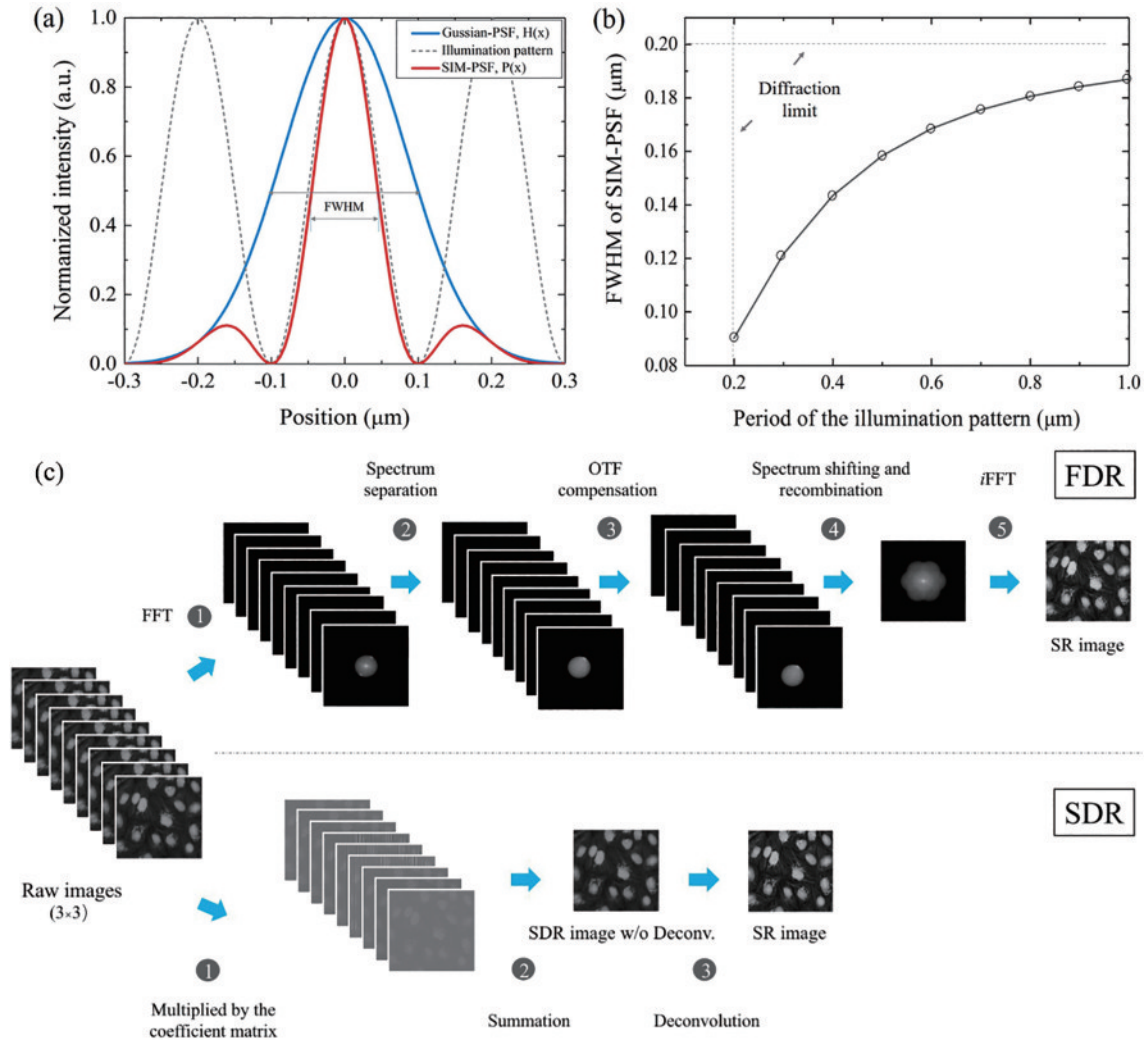 (a)
Normanized intensity (a.u.)
1.0
0.8
0.6
0.4
0.2
0.0
-0.3
-0.2
-0.1
0.0
0.1
0.2
0.3
Position (μm)
Gussian-PSF, H(x)
Illumination pattern
SIM-PSF, P(x)
FWHM
(b)
FWHM of SIM-PSF (μm)
0.20
0.18
0.16
0.14
0.12
0.10
0.08
0.2
0.4
0.6
0.8
1.0
Period of the illumination pattern (μm)
Diffraction
limit
(c)
Spectrum
separation
OTF
compensation
Spectrum shifting and
recombination
iFFT
FDR
2
3
4
5
FFT
1
SR image
Raw images
(3×3)
SDR
1
Multiplied by the
coefficient matrix
SDR image w/o Deconv.
SR image
2
3
Summation
Deconvolution